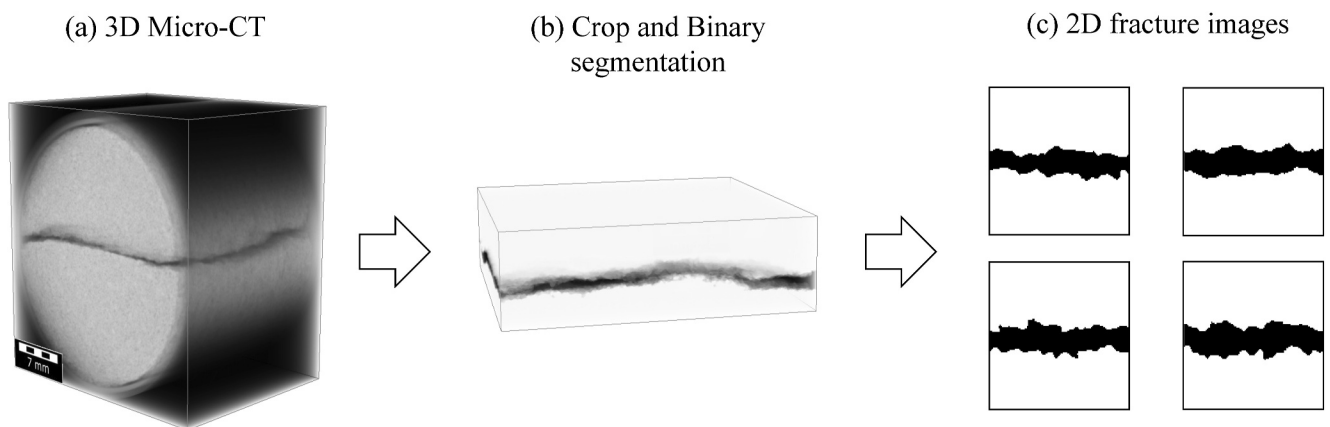 (a) 3D Micro-CT
(b) Crop and Binary
segmentation
(c) 2D fracture images
7 mm